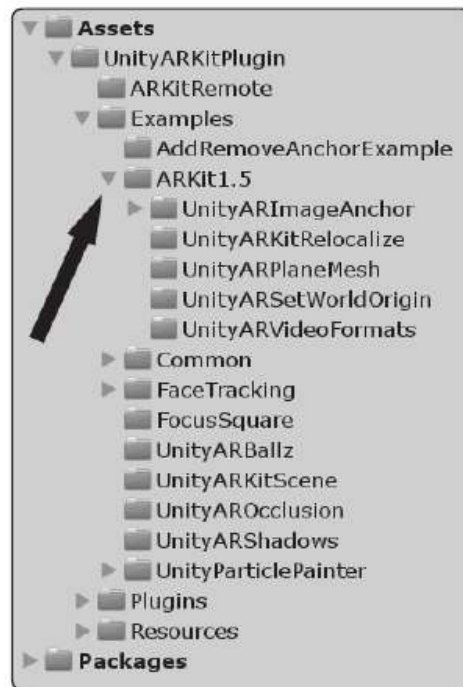 Assets
UnityARKitPlugin
ARKitRemote
Examples
AddRemoveAnchorExample
ARKit1.5
UnityARImageAnchor
UnityARKitRelocalize
UnityARPlaneMesh
UnityARSetWorldOrigin
UnityARVideoFormats
Common
FaceTracking
FocusSquare
UnityARBallz
UnityARKitScene
UnityAROcclusion
UnityARShadows
UnityParticlePainter
Plugins
Resources
Packages